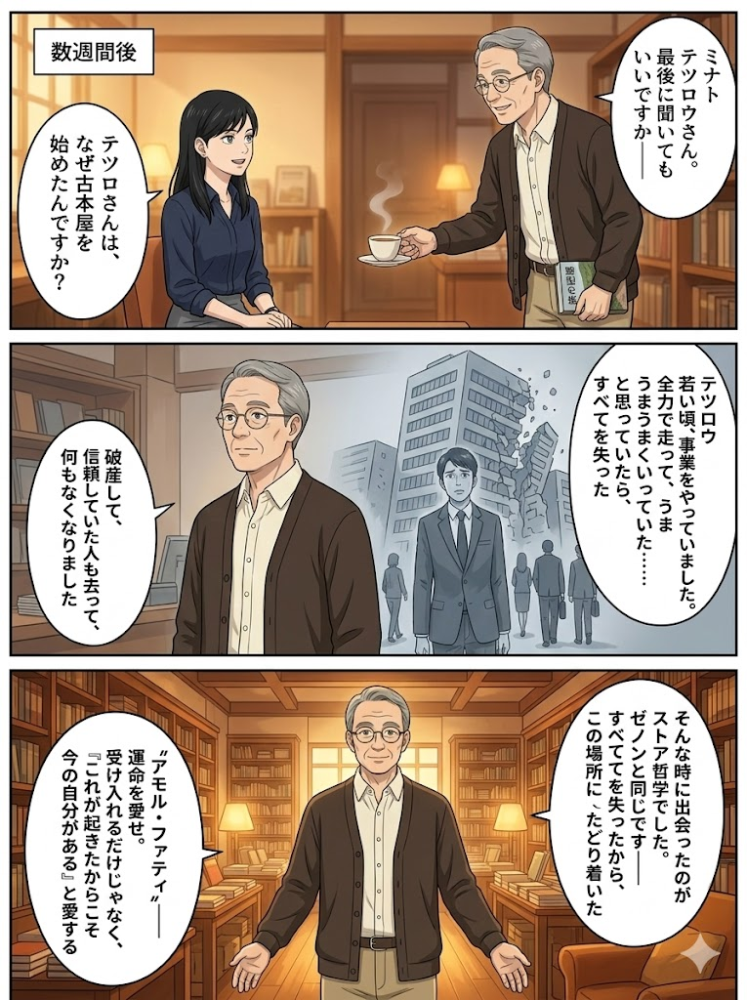 数週間後
ミナト
テツロウさん。
最後に聞いても
いいですか――
テツロさんは、
なぜ古本屋を
始めたんですか？
テツロウ
若い頃、事業をやっていました。
全力で走って、うま
うまうまくいっていた……
と思っていたら、
すべてを失った
破産して、
信頼していた人も去って、
何もなくなりました
そんな時に出会ったのが
ストア哲学でした。
ゼノンと同じです――
すべててを失ったから、
この場所に、たどり着いた
“アモル・ファティ”――
運命を愛せ。
受け入れるだけじゃなく、
『これが起きたからこそ
今の自分がある』と愛する